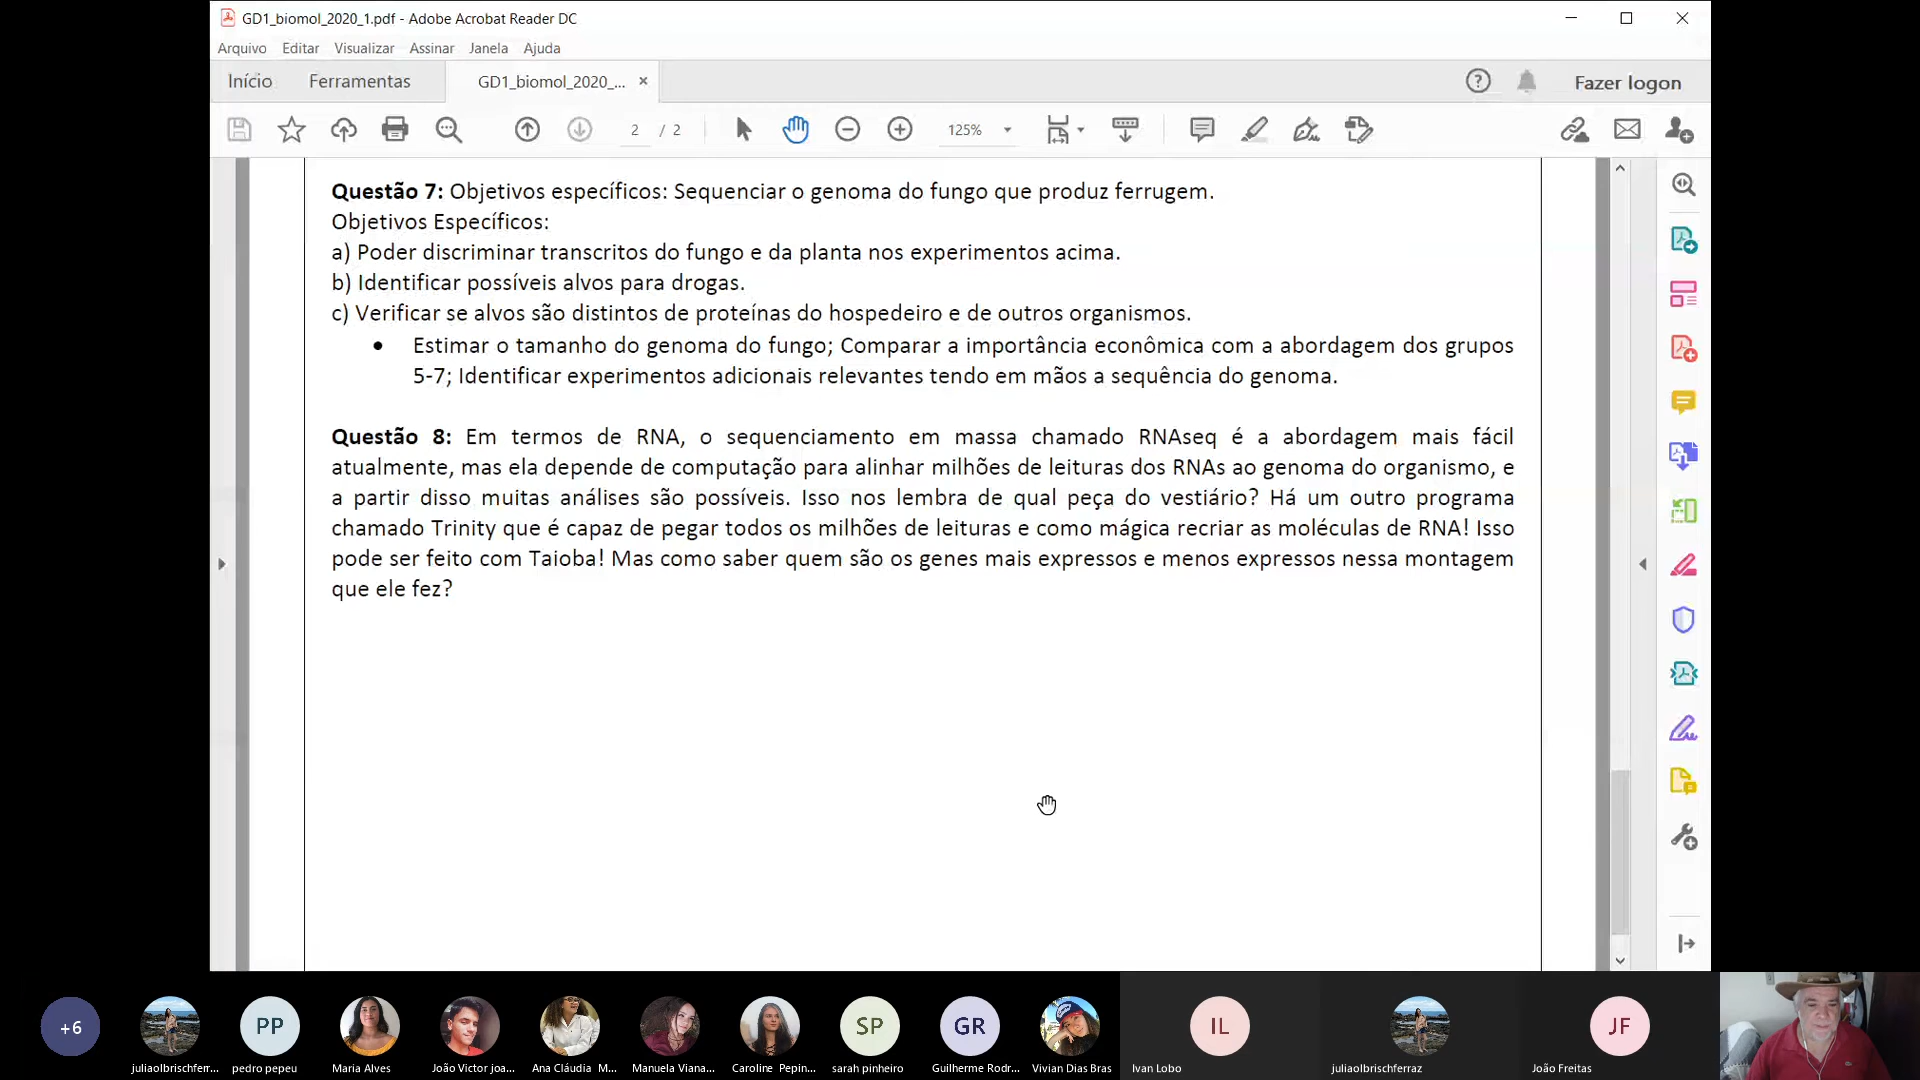 GD1_biomol_2020_1.pdf - Adobe Acrobat Reader DC
Arquivo Editar Visualizar Assinar Janela Ajuda
Início Ferramentas GD1_biomol_2020_... × Fazer logon
2 / 2 125%
Questão 7: Objetivos específicos: Sequenciar o genoma do fungo que produz ferrugem.
Objetivos Específicos:
a) Poder discriminar transcritos do fungo e da planta nos experimentos acima.
b) Identificar possíveis alvos para drogas.
c) Verificar se alvos são distintos de proteínas do hospedeiro e de outros organismos.
• Estimar o tamanho do genoma do fungo; Comparar a importância econômica com a abordagem dos grupos
5-7; Identificar experimentos adicionais relevantes tendo em mãos a sequência do genoma.
Questão 8: Em termos de RNA, o sequenciamento em massa chamado RNAseq é a abordagem mais fácil
atualmente, mas ela depende de computação para alinhar milhões de leituras dos RNAs ao genoma do organismo, e
a partir disso muitas análises são possíveis. Isso nos lembra de qual peça do vestiário? Há um outro programa
chamado Trinity que é capaz de pegar todos os milhões de leituras e como mágica recriar as moléculas de RNA! Isso
pode ser feito com Taioba! Mas como saber quem são os genes mais expressos e menos expressos nessa montagem
que ele fez?
+6 PP SP GR IL JF
juliaolbrischferr... pedro pepeu Maria Alves João Victor joa... Ana Cláudia M... Manuela Viana... Caroline Pepin... sarah pinheiro Guilherme Rodr... Vivian Dias Bras Ivan Lobo juliaolbrischferraz João Freitas